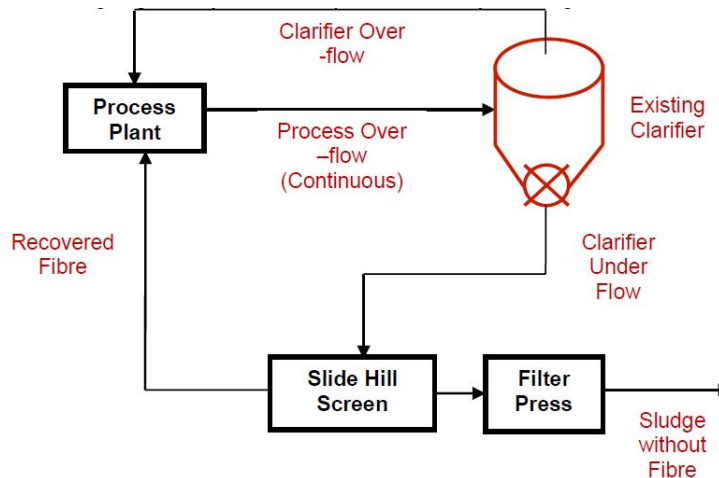 Clarifier Over
-flow
Process
Plant
Process Over
–flow
(Continuous)
Existing
Clarifier
Recovered
Fibre
Clarifier
Under
Flow
Slide Hill
Screen
Filter
Press
Sludge
without
Fibre